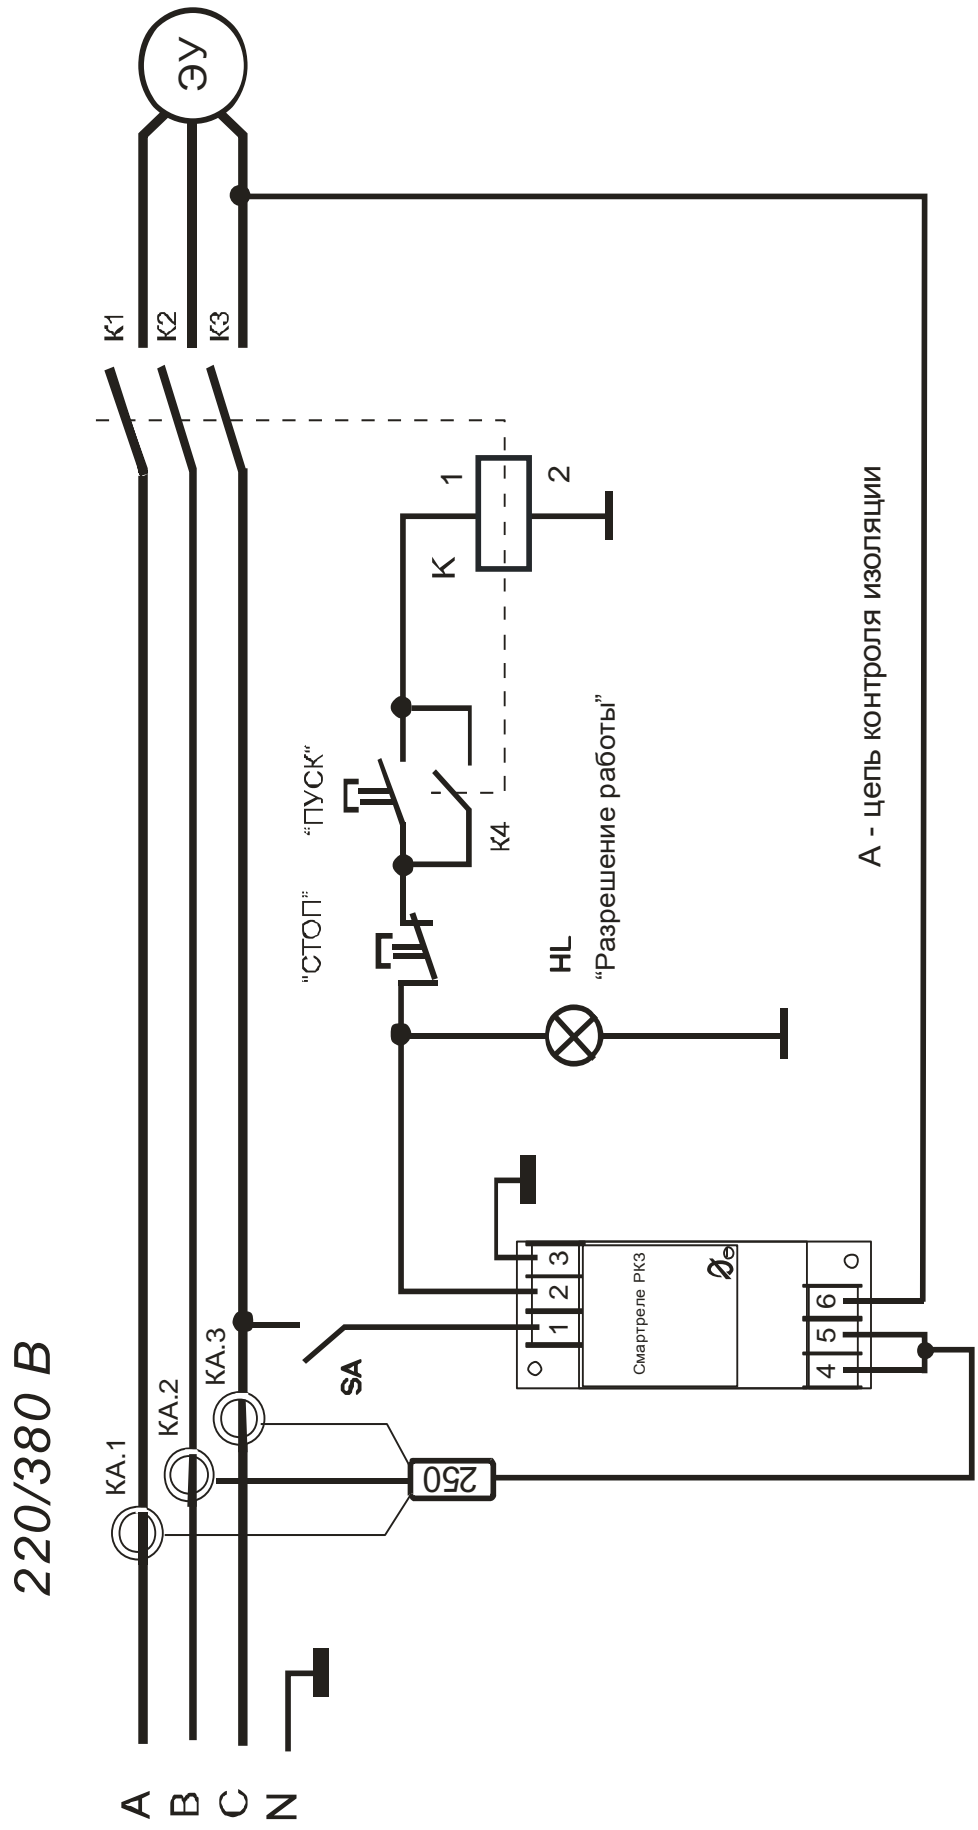 220/380 В
А
В
С
N
КА.1
КА.2
КА.3
250
SA
1
2
3
Смартреле РКЗ
4
5
6
HL
“Разрешение работы”
"СТОП"
“ПУСК“
К4
К
1
2
К1
К2
К3
ЭУ
А - цепь контроля изоляции